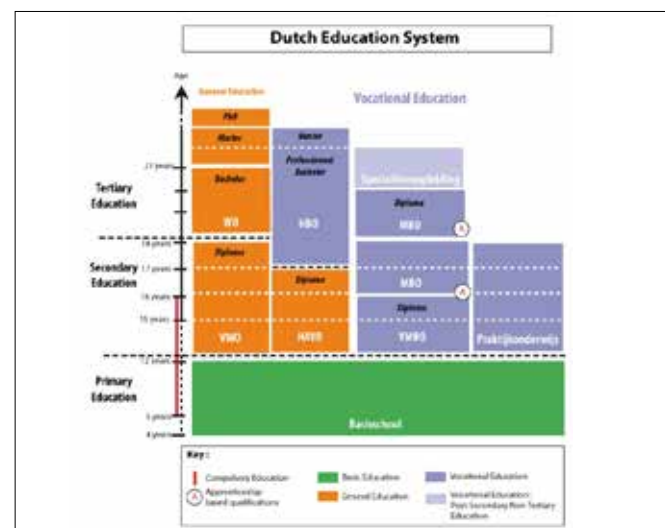 Dutch Education System
Age
General Education
Vocational Education
PhD
Master
Master
Professional
Bachelor
21 years
Bachelor
Tertiary
Education
Diploma
WO
HBO
MBO
A
18 years
Diploma
Secondary
Education
17 years
Diploma
MBO
16 years
A
Diploma
15 years
VWO
HAVO
VMBO
Praktijkonderwijs
12 years
Primary
Education
5 years
Basisschool
4 years
Key :
Compulsory Education
Basic Education
Vocational Education
A
Apprenticeship
based qualifications
General Education
Vocational Education
Post Secondary Non Tertiary
Education